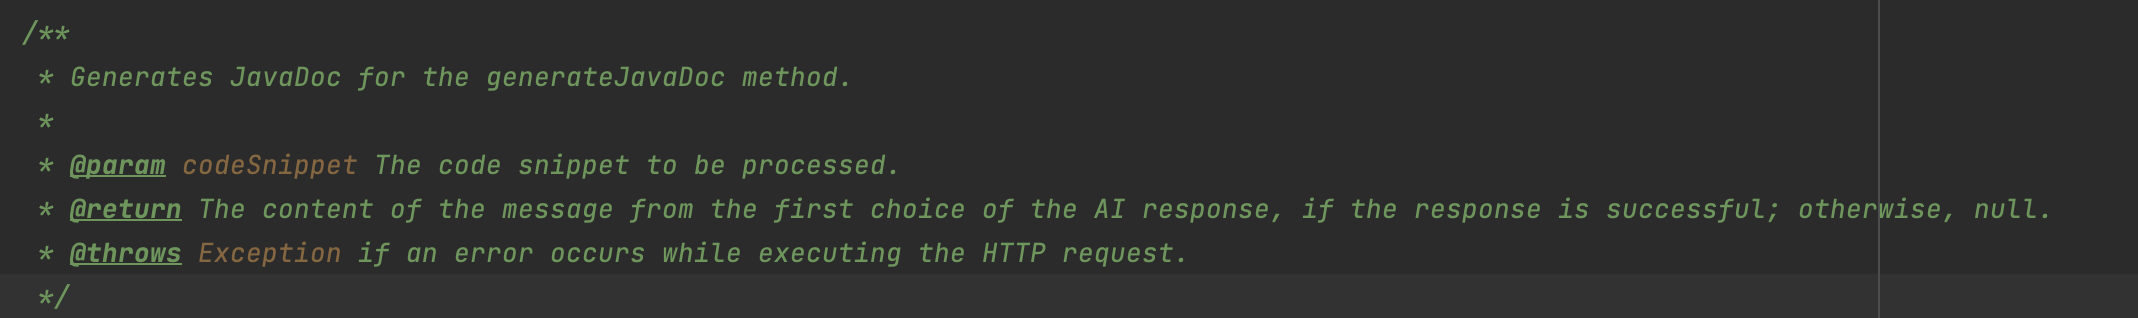 /**
 * Generates JavaDoc for the generateJavaDoc method.
 *
 * @param codeSnippet The code snippet to be processed.
 * @return The content of the message from the first choice of the AI response, if the response is successful; otherwise, null.
 * @throws Exception if an error occurs while executing the HTTP request.
 */